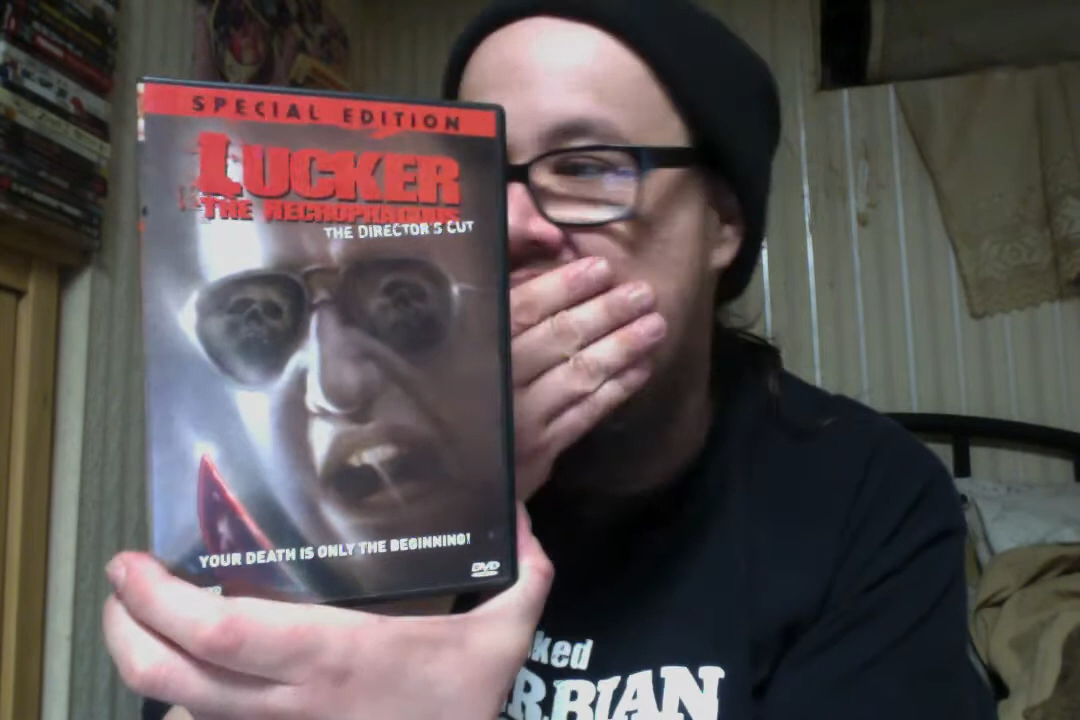 SPECIAL EDITION
LUCKER
THE NECROPHAGOUS
THE DIRECTOR'S CUT
YOUR DEATH IS ONLY THE BEGINNING!
DVD
ked
RBIAN